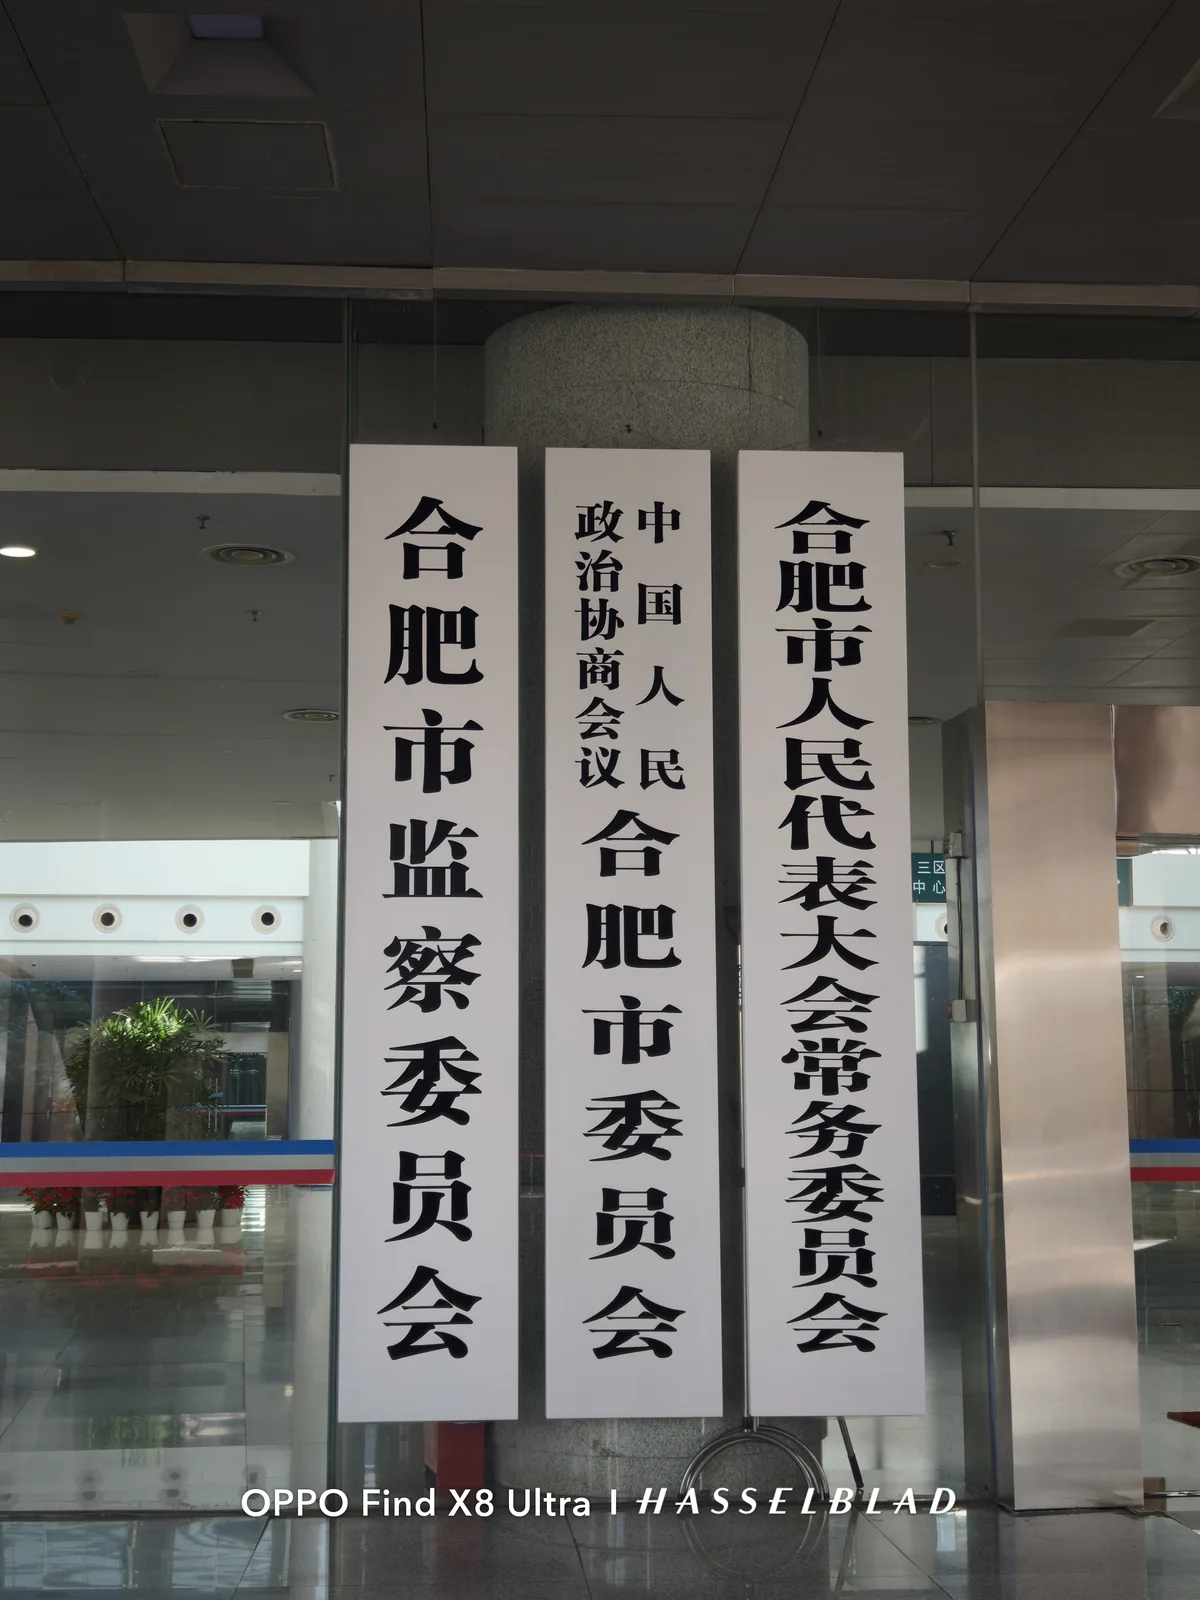 合肥市监察委员会
中国人民
政治协商会议
合肥市委员会
合肥市人民代表大会常务委员会
三区
中心
OPPO Find X8 Ultra | HASSELBLAD